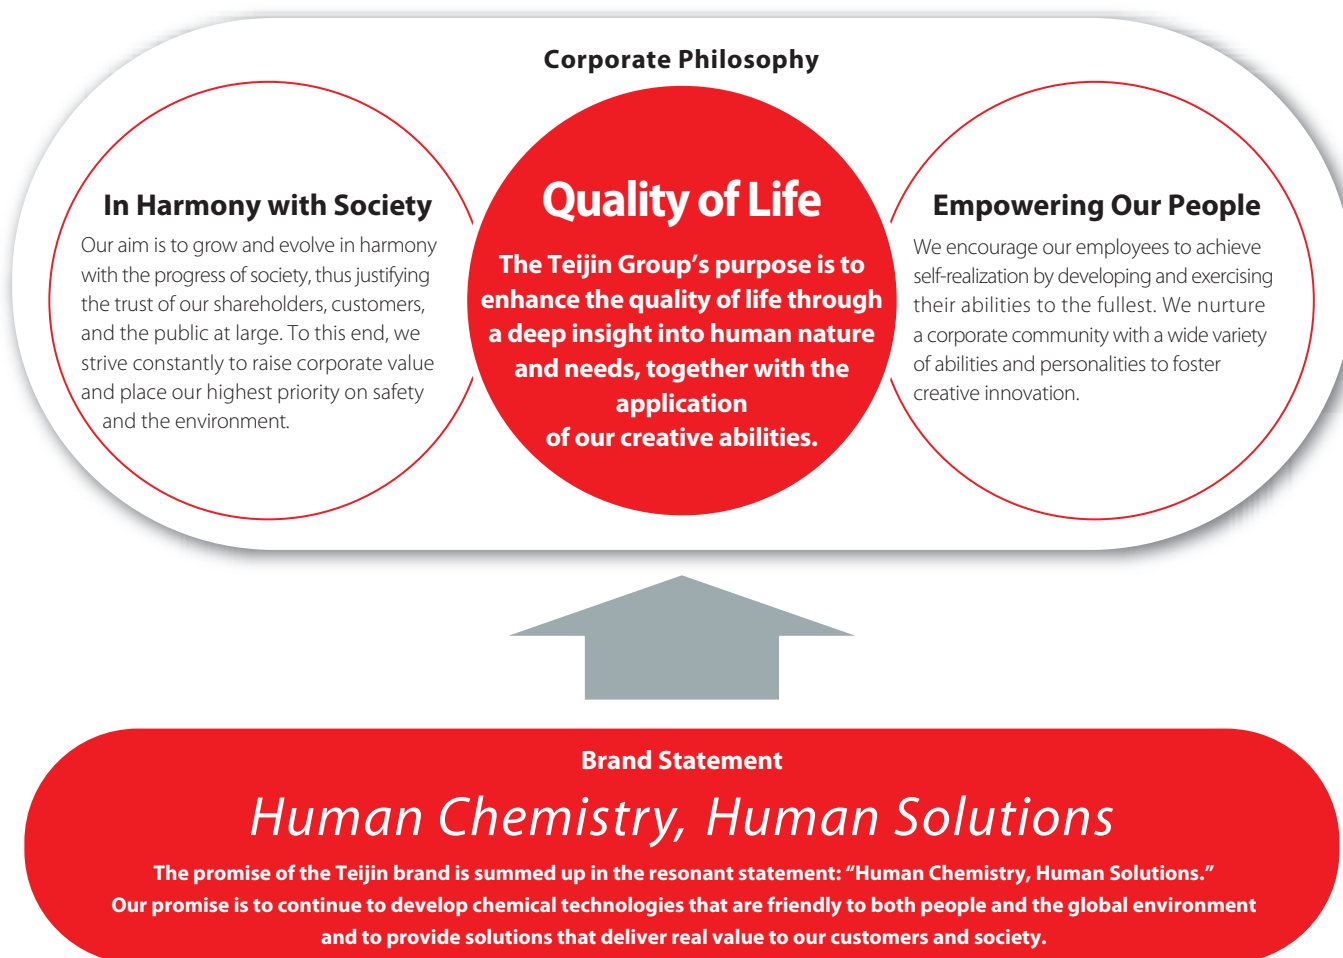 Corporate Philosophy
In Harmony with Society
Our aim is to grow and evolve in harmony
with the progress of society, thus justifying
the trust of our shareholders, customers,
and the public at large. To this end, we
strive constantly to raise corporate value
and place our highest priority on safety
and the environment.
Quality of Life
The Teijin Group's purpose is to
enhance the quality of life through
a deep insight into human nature
and needs, together with the
application
of our creative abilities.
Empowering Our People
We encourage our employees to achieve
self-realization by developing and exercising
their abilities to the fullest. We nurture
a corporate community with a wide variety
of abilities and personalities to foster
creative innovation.
Brand Statement
Human Chemistry, Human Solutions
The promise of the Teijin brand is summed up in the resonant statement: “Human Chemistry, Human Solutions.”
Our promise is to continue to develop chemical technologies that are friendly to both people and the global environment
and to provide solutions that deliver real value to our customers and society.